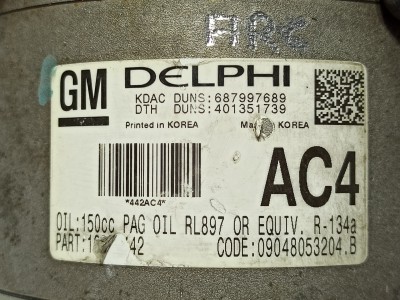 ARC
GM DELPHI
KDAC DUNS:687997689
DTH DUNS:401351739
Printed in KOREA KOREA
AC4
*442AC4*
OIL:150cc PAG OIL RL897 OR EQUIV. R-134a
CODE:09048053204.B